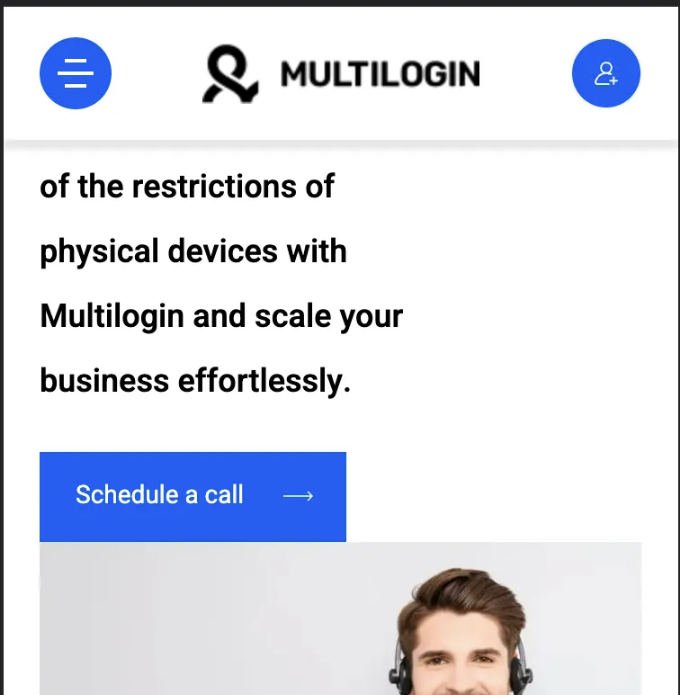 MULTILOGIN
of the restrictions of
physical devices with
Multilogin and scale your
business effortlessly.
Schedule a call